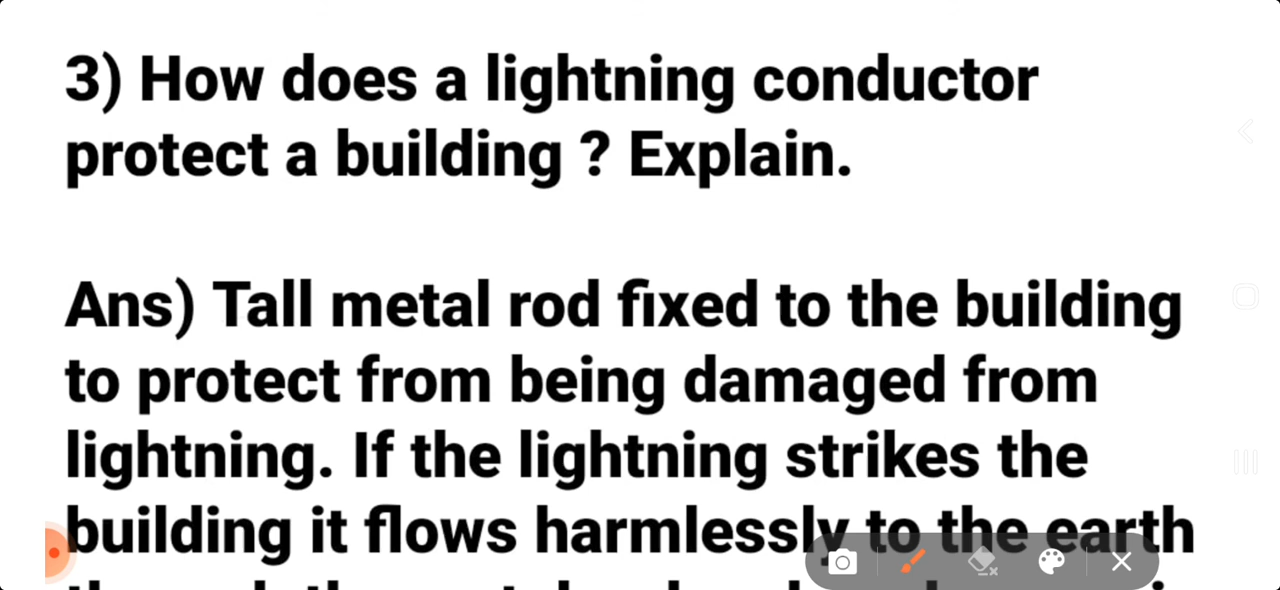 3) How does a lightning conductor
protect a building ? Explain.
Ans) Tall metal rod fixed to the building
to protect from being damaged from
lightning. If the lightning strikes the
building it flows harmlessly to the earth